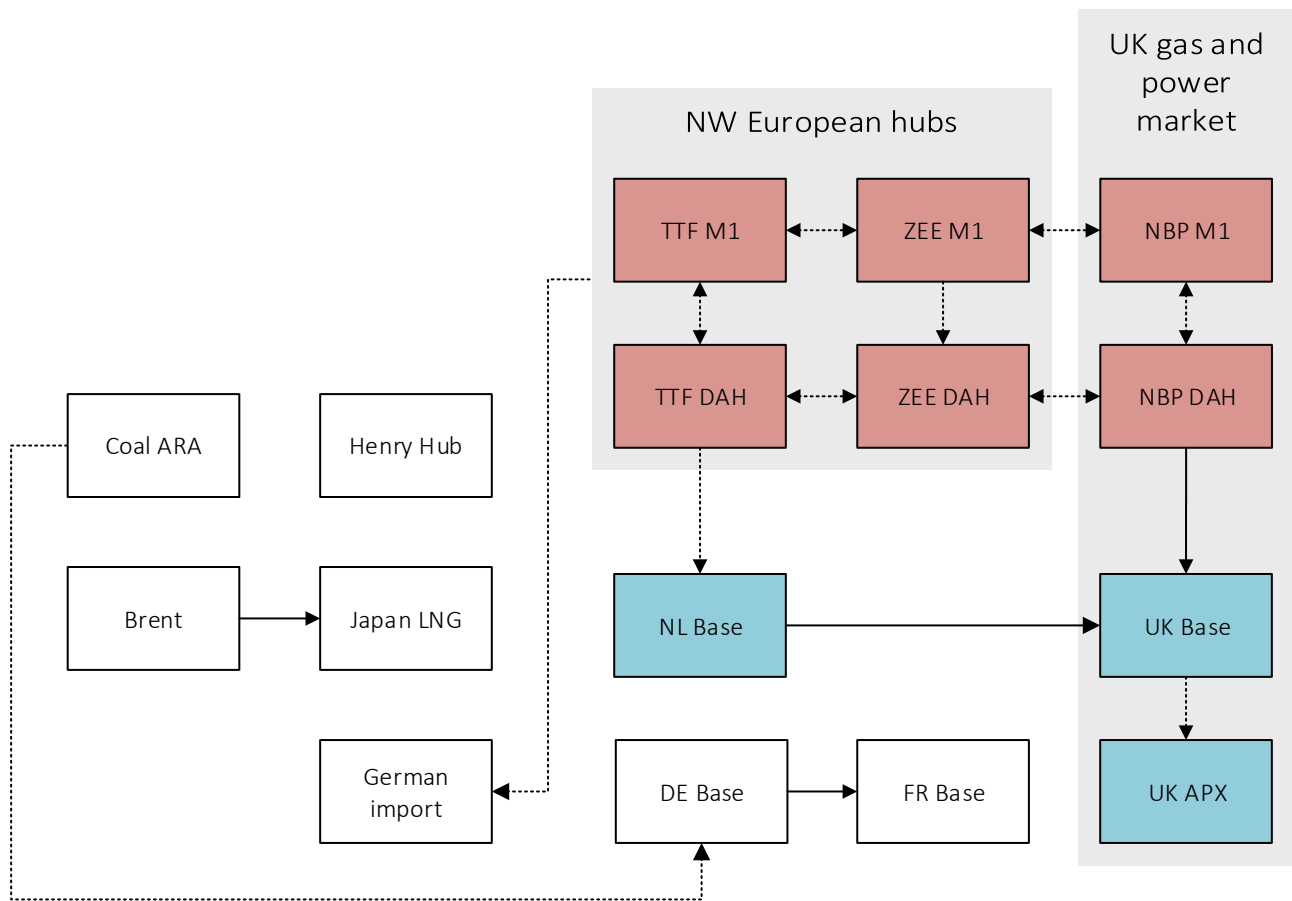 UK gas and
power
market
NW European hubs
TTF M1
ZEE M1
NBP M1
TTF DAH
ZEE DAH
NBP DAH
Coal ARA
Henry Hub
Brent
Japan LNG
NL Base
UK Base
German
import
DE Base
FR Base
UK APX